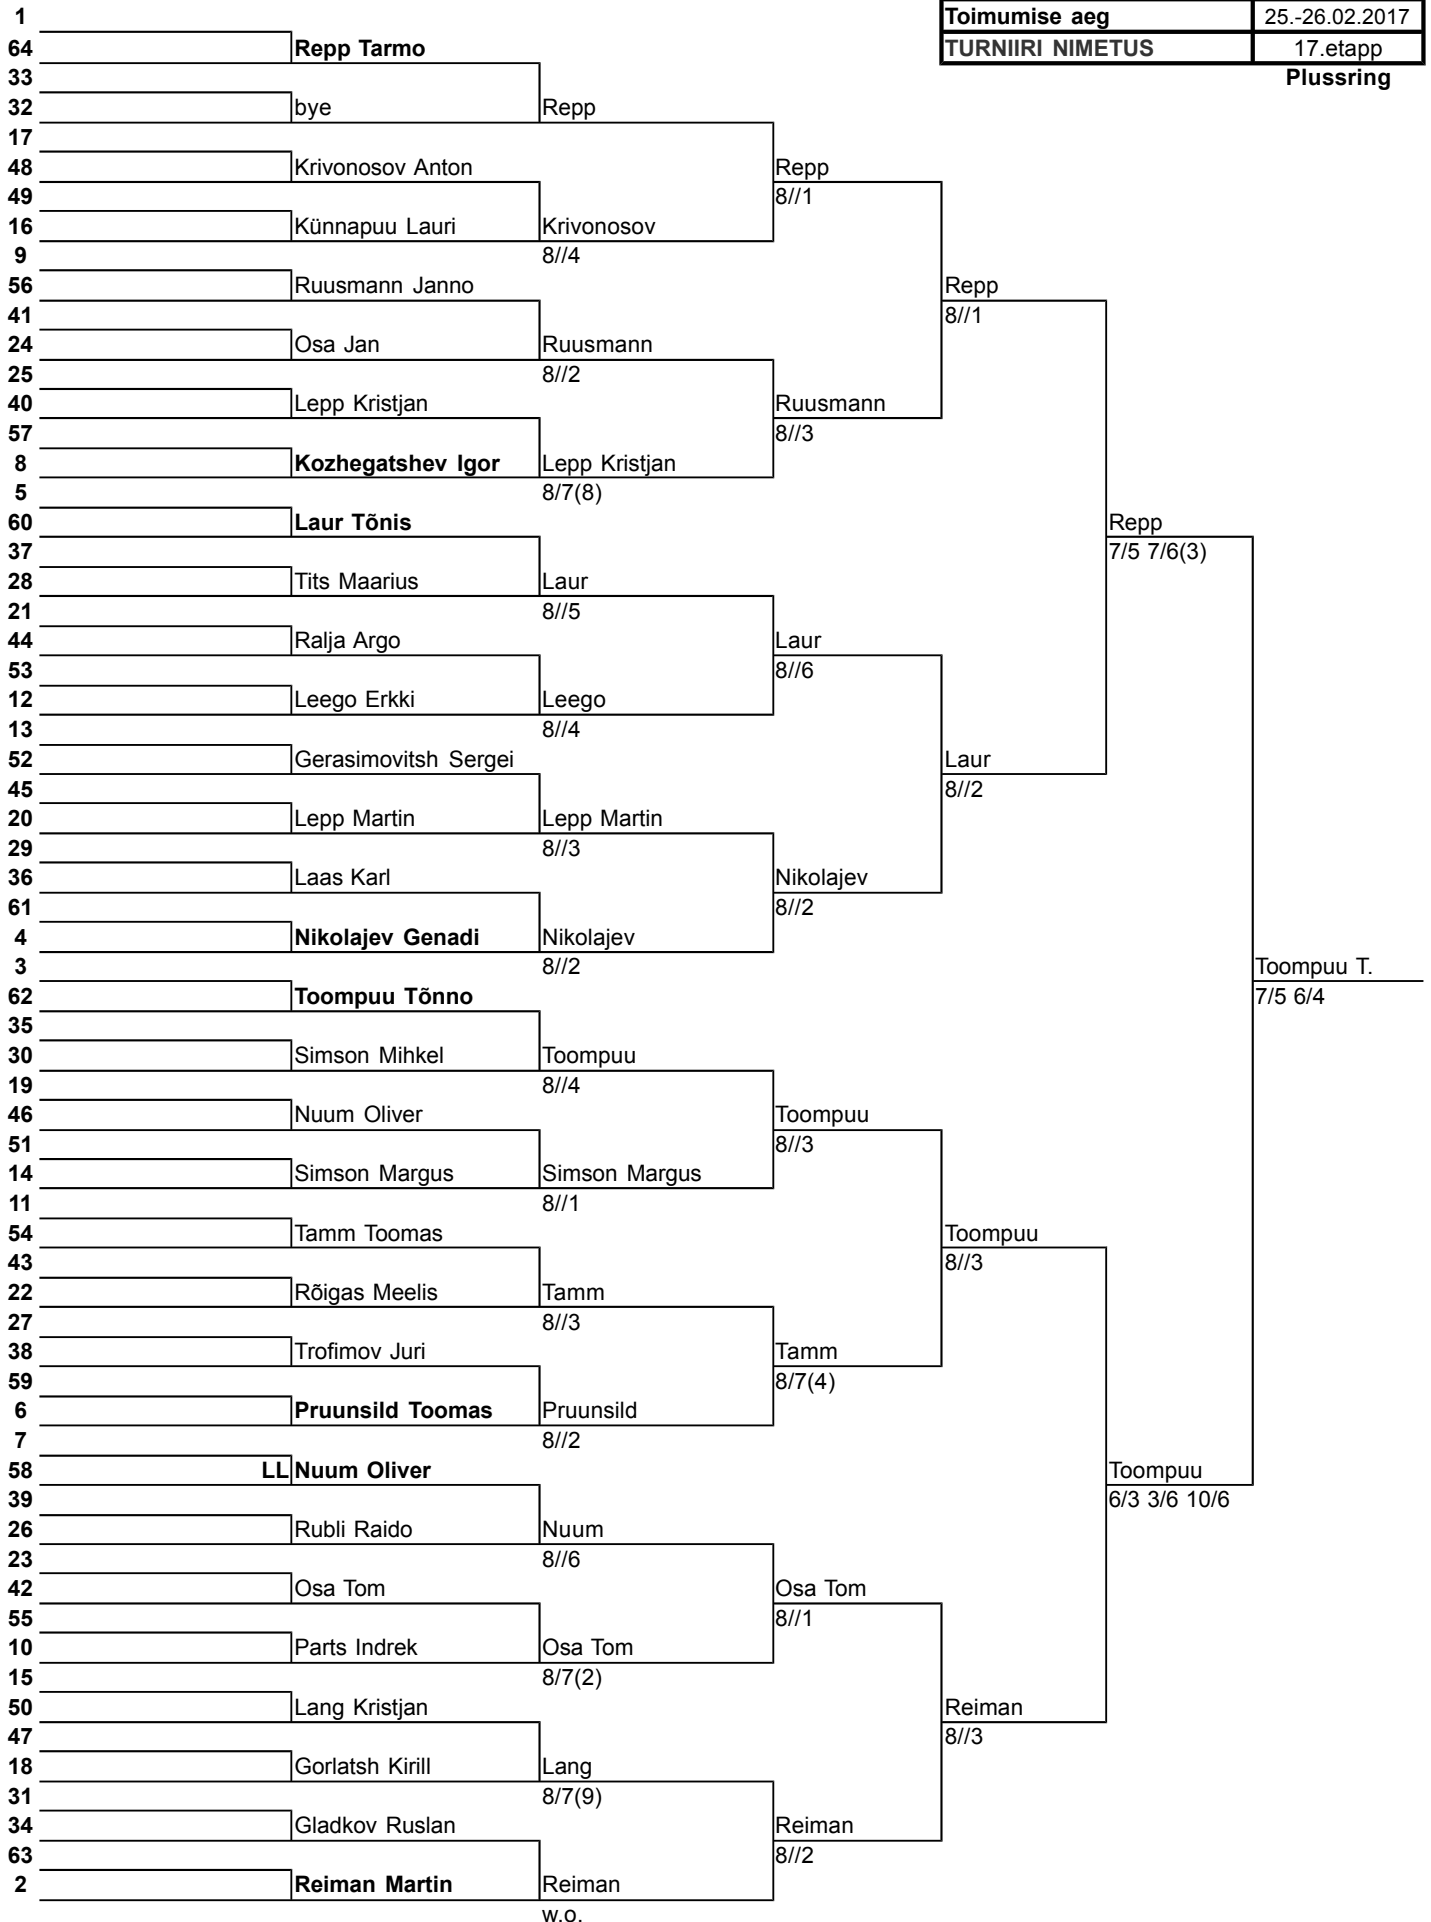 1
Toimumise aeg 25.-26.02.2017
64 Repp Tarmo TURNIIRI NIMETUS 17.etapp
33 Plussring
32 bye Repp
17
48 Krivonosov Anton Repp
49 8//1
16 Künnapuu Lauri Krivonosov
9 8//4
56 Ruusmann Janno Repp
41 8//1
24 Osa Jan Ruusmann
25 8//2
40 Lepp Kristjan Ruusmann
57 8//3
8 Kozhegatshev Igor Lepp Kristjan
5 8/7(8)
60 Laur Tõnis Repp
37 7/5 7/6(3)
28 Tits Maarius Laur
21 8//5
44 Ralja Argo Laur
53 8//6
12 Leego Erkki Leego
13 8//4
52 Gerasimovitsh Sergei Laur
45 8//2
20 Lepp Martin Lepp Martin
29 8//3
36 Laas Karl Nikolajev
61 8//2
4 Nikolajev Genadi Nikolajev
3 8//2 Toompuu T.
62 Toompuu Tõnno 7/5 6/4
35
30 Simson Mihkel Toompuu
19 8//4
46 Nuum Oliver Toompuu
51 8//3
14 Simson Margus Simson Margus
11 8//1
54 Tamm Toomas Toompuu
43 8//3
22 Rõigas Meelis Tamm
27 8//3
38 Trofimov Juri Tamm
59 8/7(4)
6 Pruunsild Toomas Pruunsild
7 8//2
58 LL Nuum Oliver Toompuu
39 6/3 3/6 10/6
26 Rubli Raido Nuum
23 8//6
42 Osa Tom Osa Tom
55 8//1
10 Parts Indrek Osa Tom
15 8/7(2)
50 Lang Kristjan Reiman
47 8//3
18 Gorlatsh Kirill Lang
31 8/7(9)
34 Gladkov Ruslan Reiman
63 8//2
2 Reiman Martin Reiman
w.o.